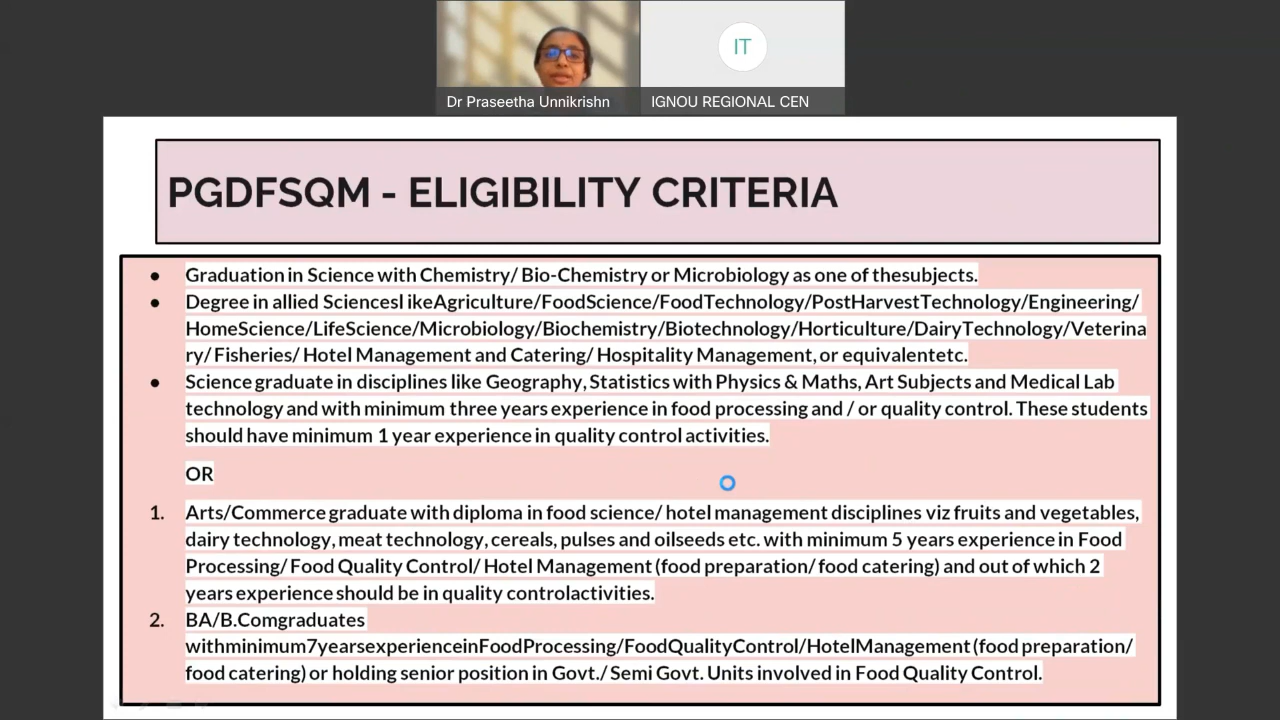 IT
Dr Praseetha Unnikrishn
IGNOU REGIONAL CEN
PGDFSQM - ELIGIBILITY CRITERIA
● Graduation in Science with Chemistry/ Bio-Chemistry or Microbiology as one of thesubjects.
● Degree in allied Sciencesl ikeAgriculture/FoodScience/FoodTechnology/PostHarvestTechnology/Engineering/
HomeScience/LifeScience/Microbiology/Biochemistry/Biotechnology/Horticulture/DairyTechnology/Veterina
ry/ Fisheries/ Hotel Management and Catering/ Hospitality Management, or equivalentetc.
● Science graduate in disciplines like Geography, Statistics with Physics & Maths, Art Subjects and Medical Lab
technology and with minimum three years experience in food processing and / or quality control. These students
should have minimum 1 year experience in quality control activities.
OR
1. Arts/Commerce graduate with diploma in food science/ hotel management disciplines viz fruits and vegetables,
dairy technology, meat technology, cereals, pulses and oilseeds etc. with minimum 5 years experience in Food
Processing/ Food Quality Control/ Hotel Management (food preparation/ food catering) and out of which 2
years experience should be in quality controlactivities.
2. BA/B.Comgraduates
withminimum7yearsexperienceinFoodProcessing/FoodQualityControl/HotelManagement (food preparation/
food catering) or holding senior position in Govt./ Semi Govt. Units involved in Food Quality Control.